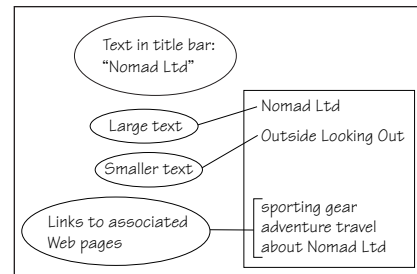 Text in title bar:
“Nomad Ltd”
Large text
Nomad Ltd
Outside Looking Out
Smaller text
Links to associated
Web pages
sporting gear
adventure travel
about Nomad Ltd